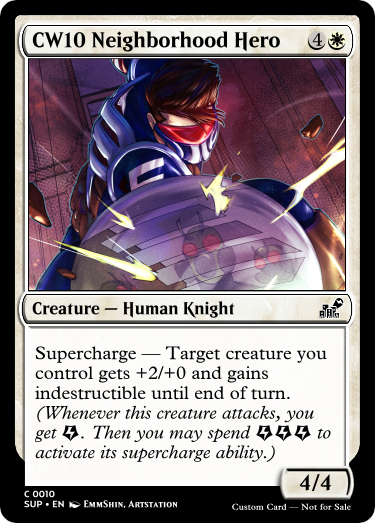 CW10 Neighborhood Hero 4
Creature — Human Knight
Supercharge — Target creature you
control gets +2/+0 and gains
indestructible until end of turn.
(Whenever this creature attacks, you
get . Then you may spend to
activate its supercharge ability.)
4/4
C 0010
SUP • EN EmmShin, Artstation
Custom Card — Not for Sale